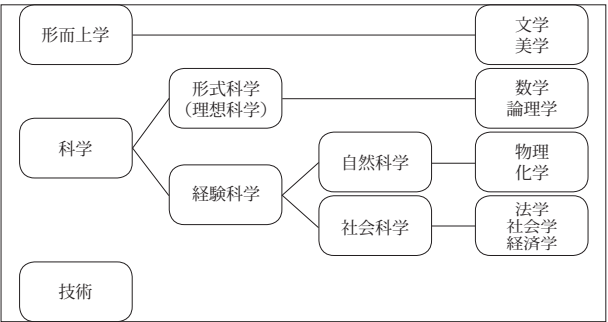 形而上学
文学
美学
形式科学
(理想科学)
数学
論理学
科学
自然科学
物理
化学
経験科学
社会科学
法学
社会学
経済学
技術